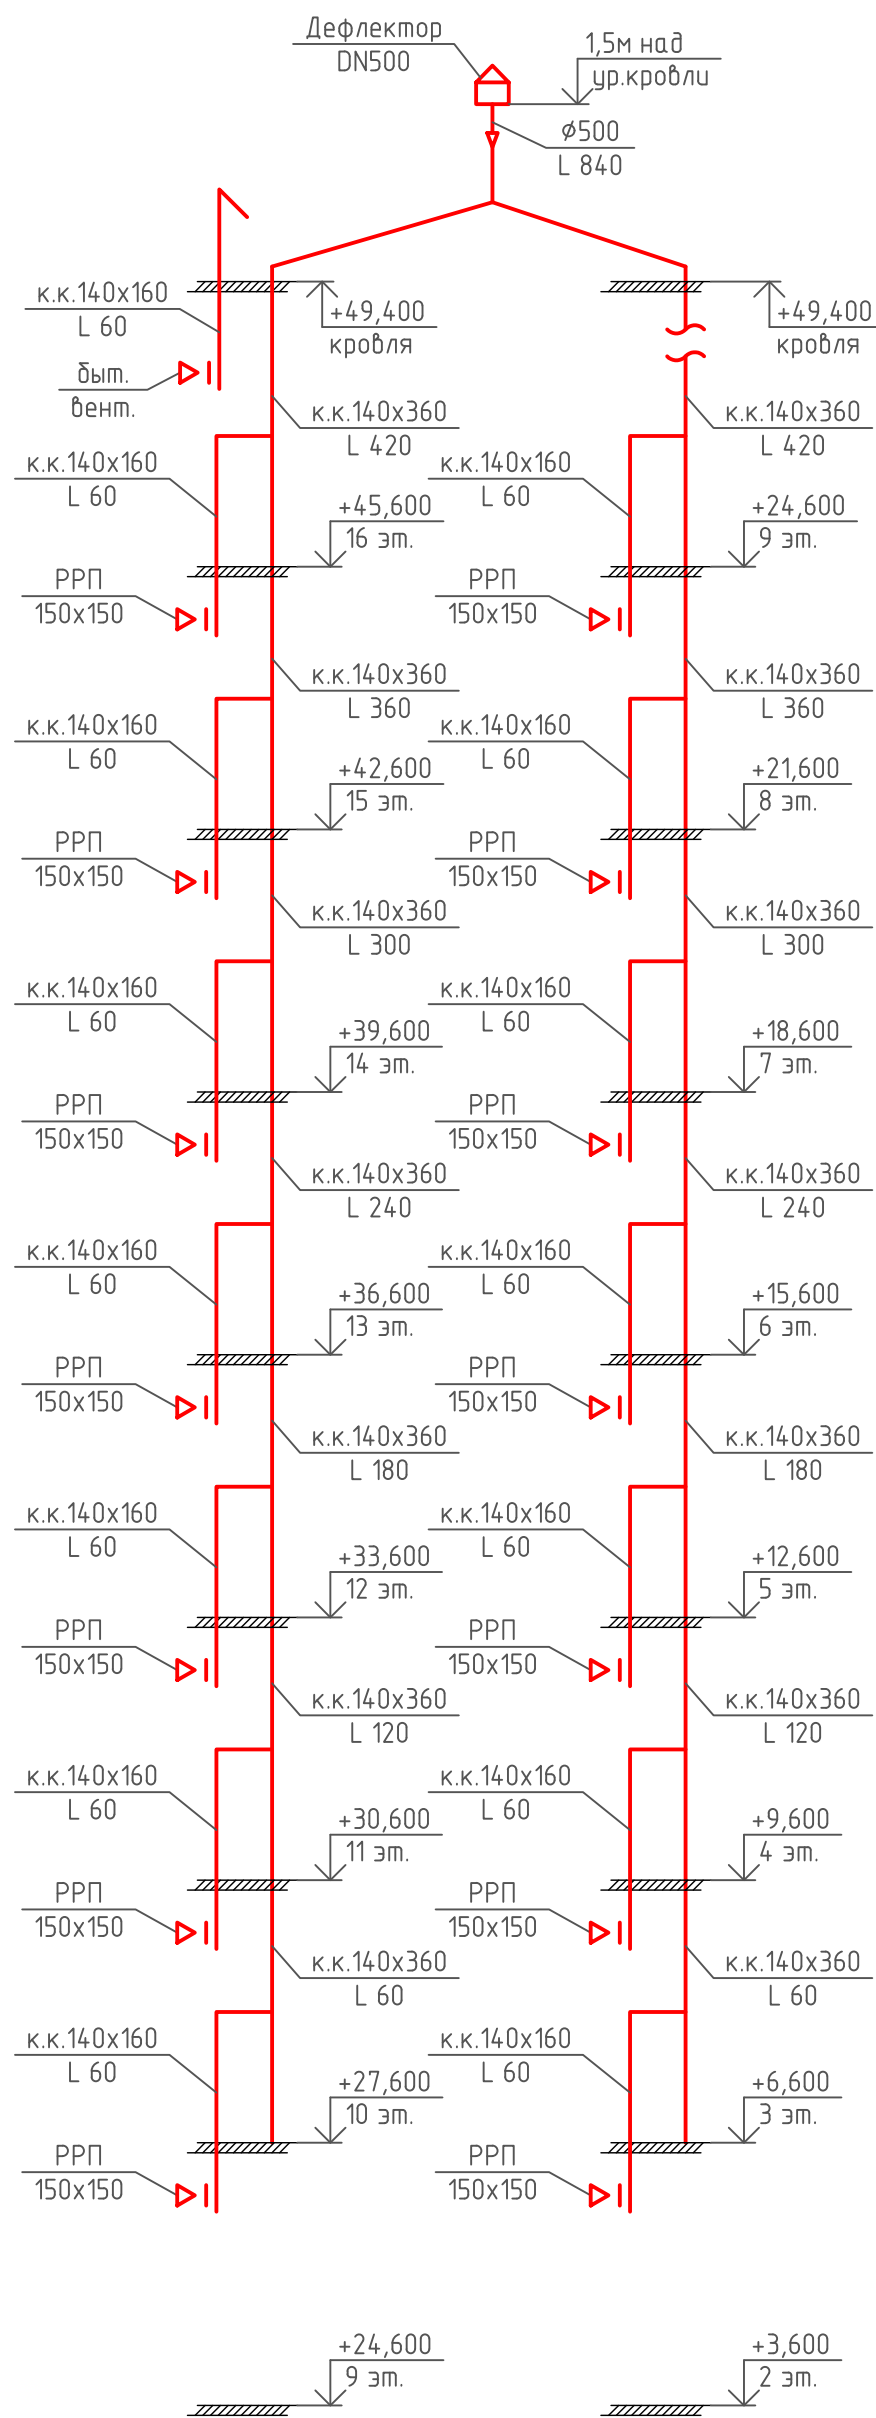 Дефлектор
DN500
1,5м над
ур.кровли
ø500
L 840
к.к.140х160
L 60
+49,400
кровля
+49,400
кровля
быт.
вент.
к.к.140х360
L 420
к.к.140х360
L 420
к.к.140х160
L 60
к.к.140х160
L 60
+45,600
16 эт.
+24,600
9 эт.
РРП
150х150
РРП
150х150
к.к.140х360
L 360
к.к.140х360
L 360
к.к.140х160
L 60
к.к.140х160
L 60
+42,600
15 эт.
+21,600
8 эт.
РРП
150х150
РРП
150х150
к.к.140х360
L 300
к.к.140х360
L 300
к.к.140х160
L 60
к.к.140х160
L 60
+39,600
14 эт.
+18,600
7 эт.
РРП
150х150
РРП
150х150
к.к.140х360
L 240
к.к.140х360
L 240
к.к.140х160
L 60
к.к.140х160
L 60
+36,600
13 эт.
+15,600
6 эт.
РРП
150х150
РРП
150х150
к.к.140х360
L 180
к.к.140х360
L 180
к.к.140х160
L 60
к.к.140х160
L 60
+33,600
12 эт.
+12,600
5 эт.
РРП
150х150
РРП
150х150
к.к.140х360
L 120
к.к.140х360
L 120
к.к.140х160
L 60
к.к.140х160
L 60
+30,600
11 эт.
+9,600
4 эт.
РРП
150х150
РРП
150х150
к.к.140х360
L 60
к.к.140х360
L 60
к.к.140х160
L 60
к.к.140х160
L 60
+27,600
10 эт.
+6,600
3 эт.
РРП
150х150
РРП
150х150
+24,600
9 эт.
+3,600
2 эт.